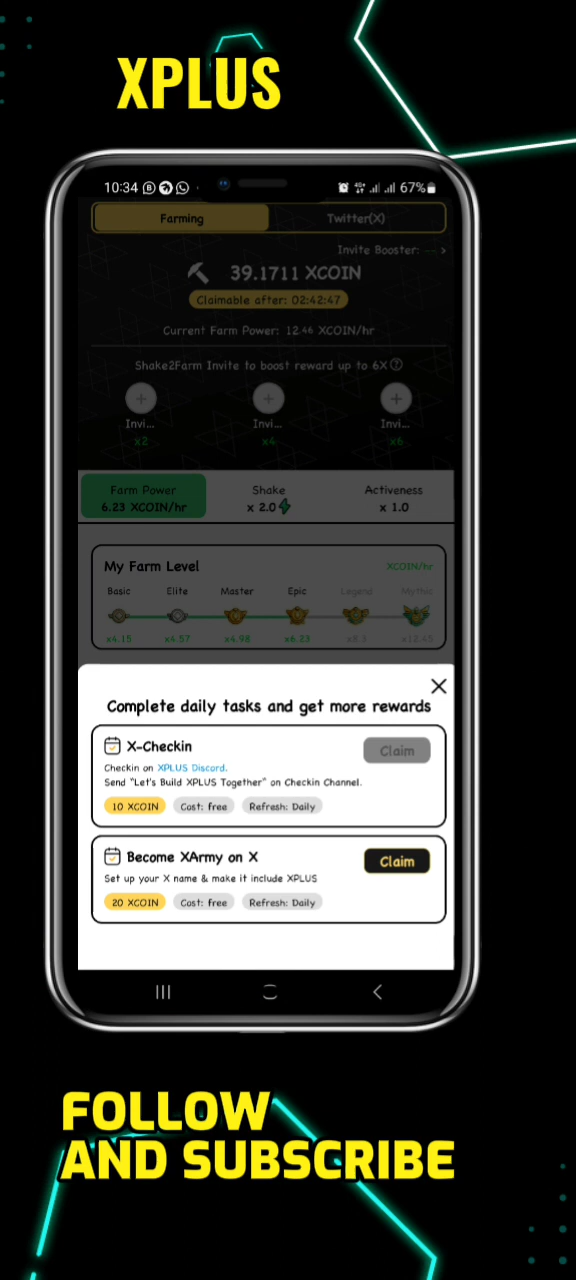 XPLUS
10:34
67%
Farming
Twitter(X)
Invite Booster: -- >
39.1711 XCOIN
Claimable after: 02:42:47
Current Farm Power: 12.46 XCOIN/hr
Shake2Farm Invite to boost reward up to 6X
Invi... Invi... Invi...
x2 x4 x6
Farm Power Shake Activeness
6.23 XCOIN/hr x 2.0 x 1.0
My Farm Level XCOIN/hr
Basic Elite Master Epic Legend Mythic
x4.15 x4.57 x4.98 x6.23 x8.3 x12.45
Complete daily tasks and get more rewards
X-Checkin
Claim
Checkin on XPLUS Discord.
Send "Let's Build XPLUS Together" on Checkin Channel.
10 XCOIN Cost: free Refresh: Daily
Become XArmy on X
Claim
Set up your X name & make it include XPLUS
20 XCOIN Cost: free Refresh: Daily
FOLLOW
AND SUBSCRIBE